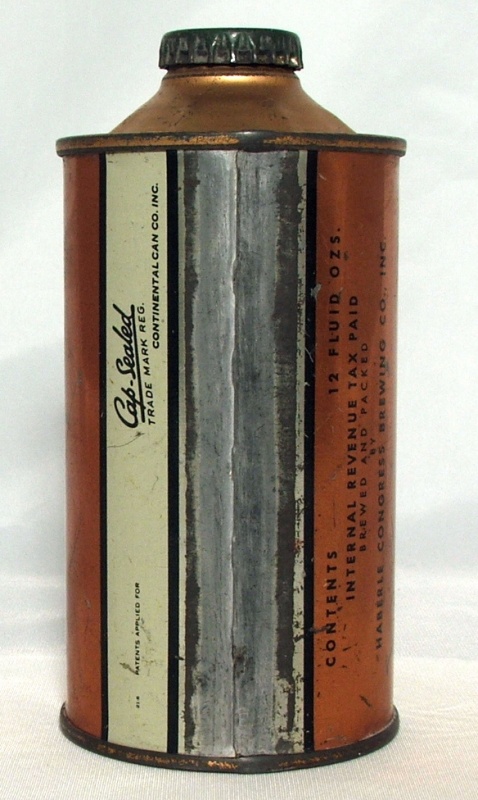 Cap-Sealed
TRADE MARK REG.
CONTINENTAL CAN CO. INC.
PATENTS APPLIED FOR
CONTENTS 12 FLUID OZS.
INTERNAL REVENUE TAX PAID
BREWED AND PACKED
BY
HABERLE CONGRESS BREWING CO., INC.